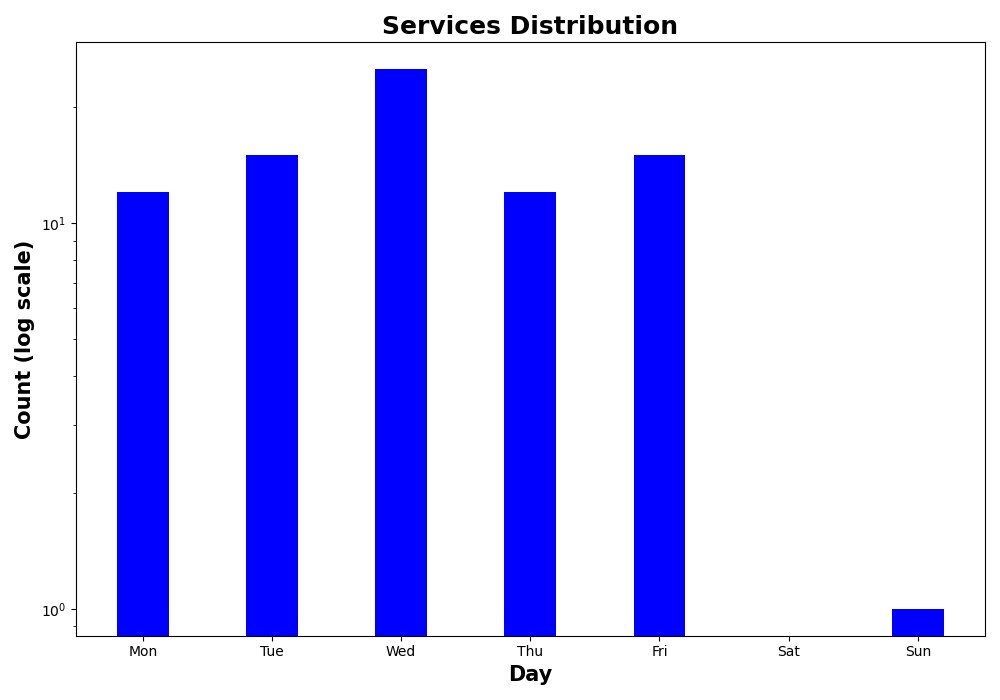 Services Distribution
Count (log scale)
10¹
10⁰
Mon Tue Wed Thu Fri Sat Sun
Day